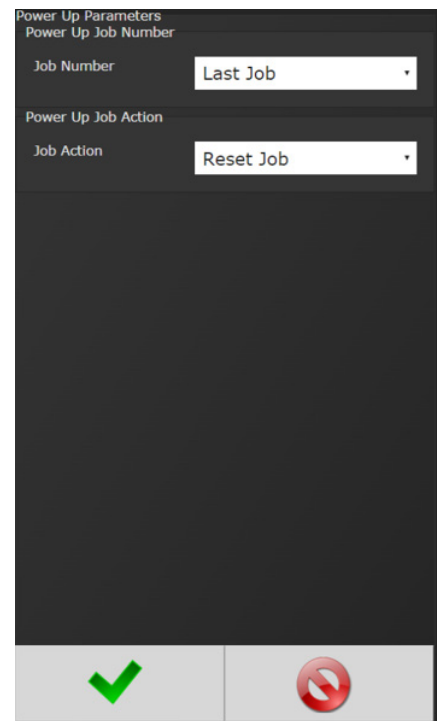 Power Up Parameters
Power Up Job Number
Job Number
Last Job
Power Up Job Action
Job Action
Reset Job